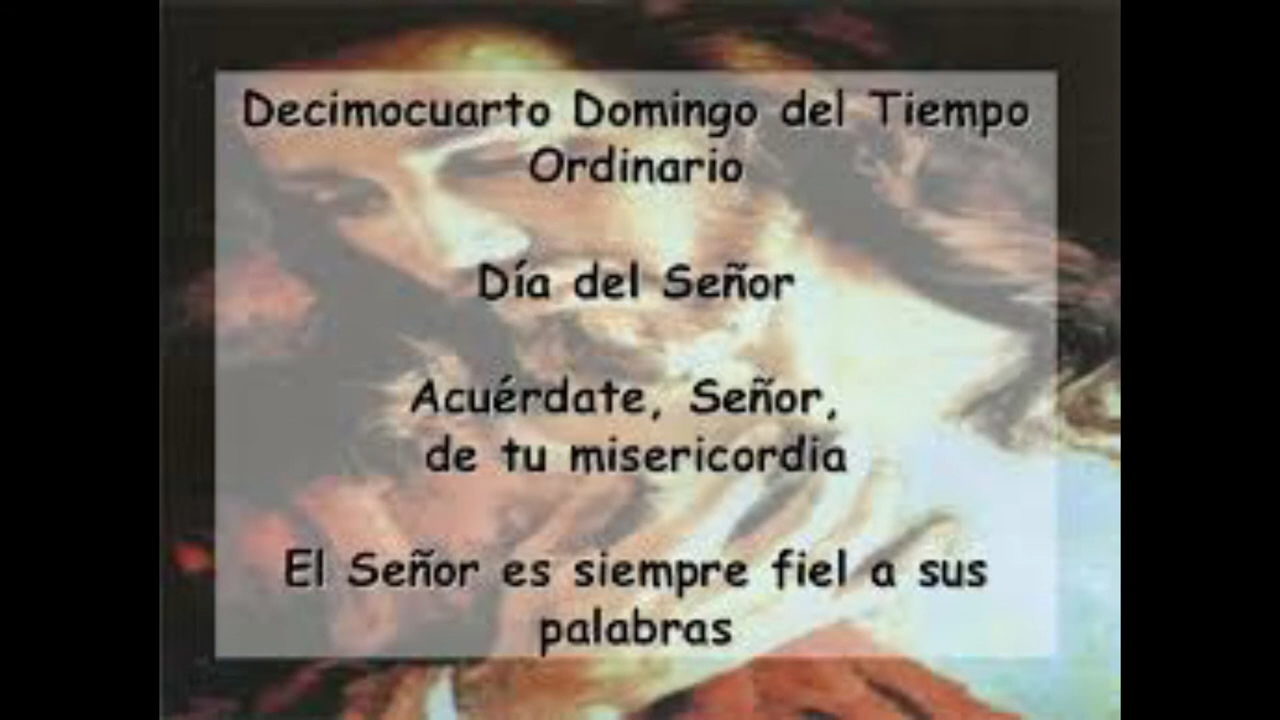 Decimocuarto Domingo del Tiempo
Ordinario
Día del Señor
Acuérdate, Señor,
de tu misericordia
El Señor es siempre fiel a sus
palabras